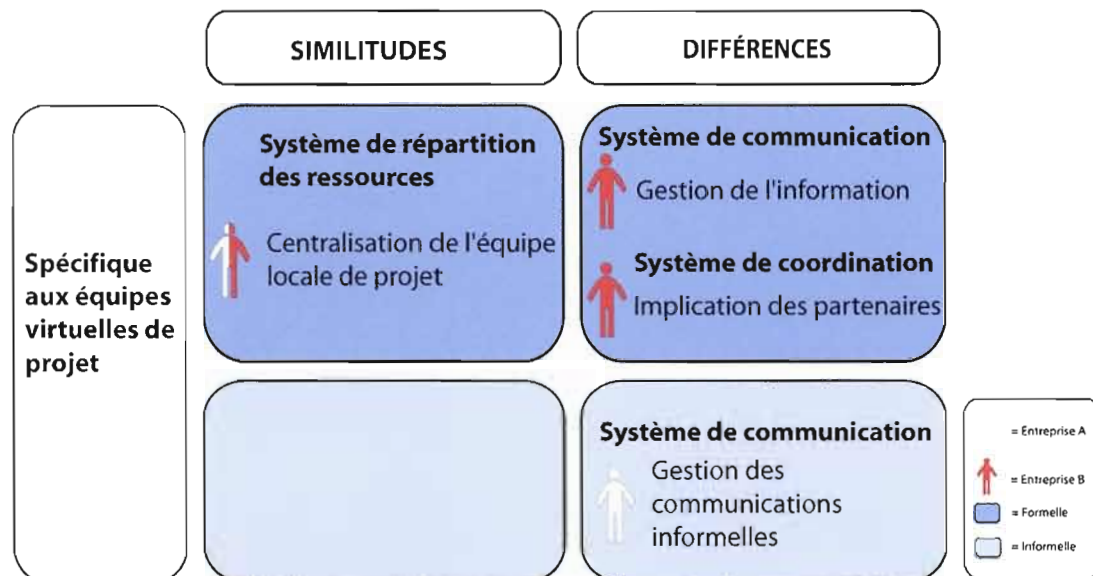 SIMILITUDES
DIFFÉRENCES
Spécifique
aux équipes
virtuelles de
projet
Système de répartition
des ressources
Centralisation de l'équipe
locale de projet
Système de communication
Gestion de l'information
Système de coordination
Implication des partenaires
Système de communication
Gestion des
communications
informelles
= Entreprise A
= Entreprise B
= Formelle
= Informelle